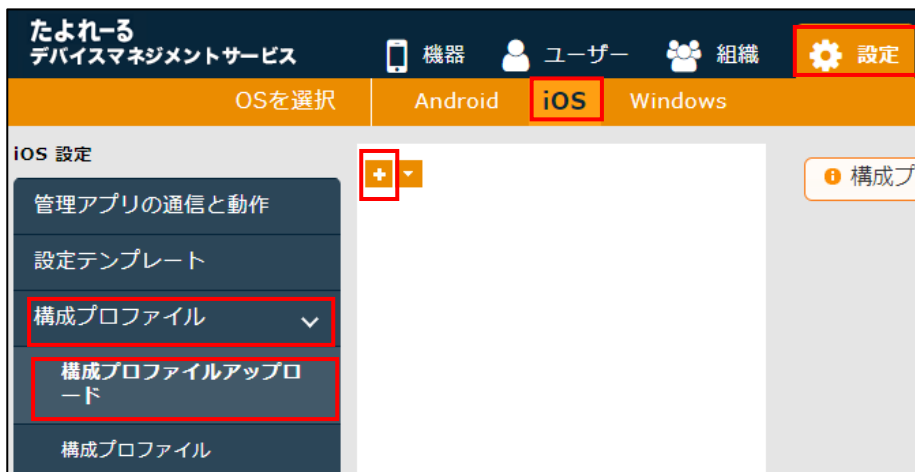 たよれーる
デバイスマネジメントサービス
機器 ユーザー 組織 設定
OSを選択 Android iOS Windows
iOS 設定
構成プ
管理アプリの通信と動作
設定テンプレート
構成プロファイル
構成プロファイルアップロ
ード
構成プロファイル